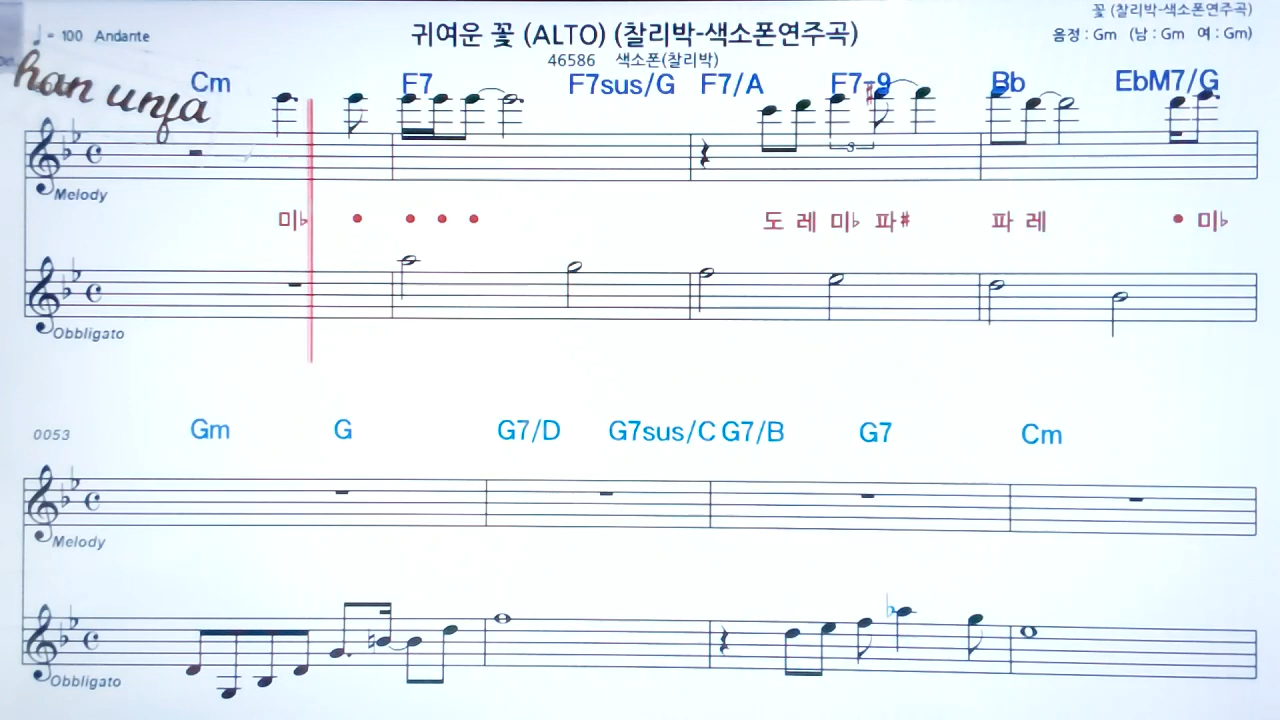 꽃 (찰리박-색소폰연주곡)
♩ = 100 Andante
귀여운 꽃 (ALTO) (찰리박-색소폰연주곡)
음정 : Gm (남 : Gm 여 : Gm)
46586 색소폰(찰리박)
han unja
Cm F7 F7sus/G F7/A F7-9 Bb EbM7/G
3
Melody
미♭ • • • • 도 레 미♭ 파# 파 레 • 미♭
Obbligato
0053 Gm G G7/D G7sus/C G7/B G7 Cm
Melody
Obbligato